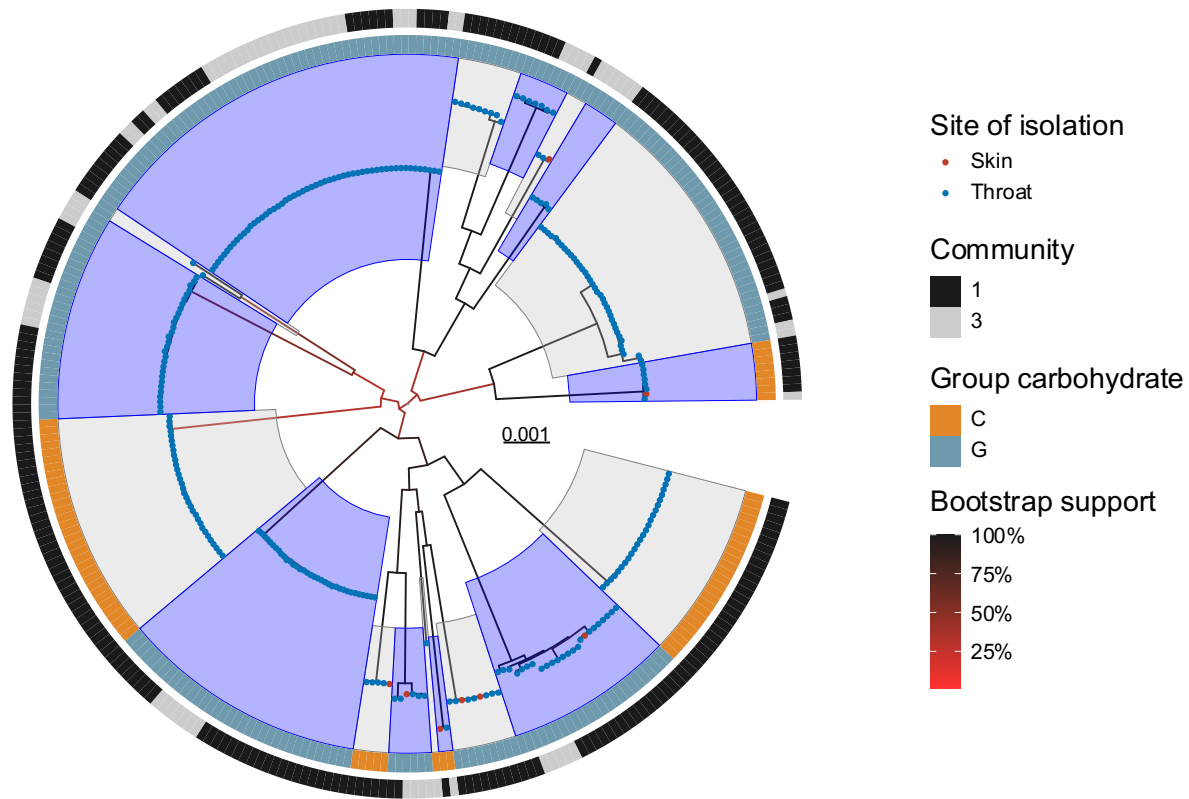 Site of isolation
Skin
Throat
Community
1
3
Group carbohydrate
C
G
Bootstrap support
100%
75%
50%
25%
0.001